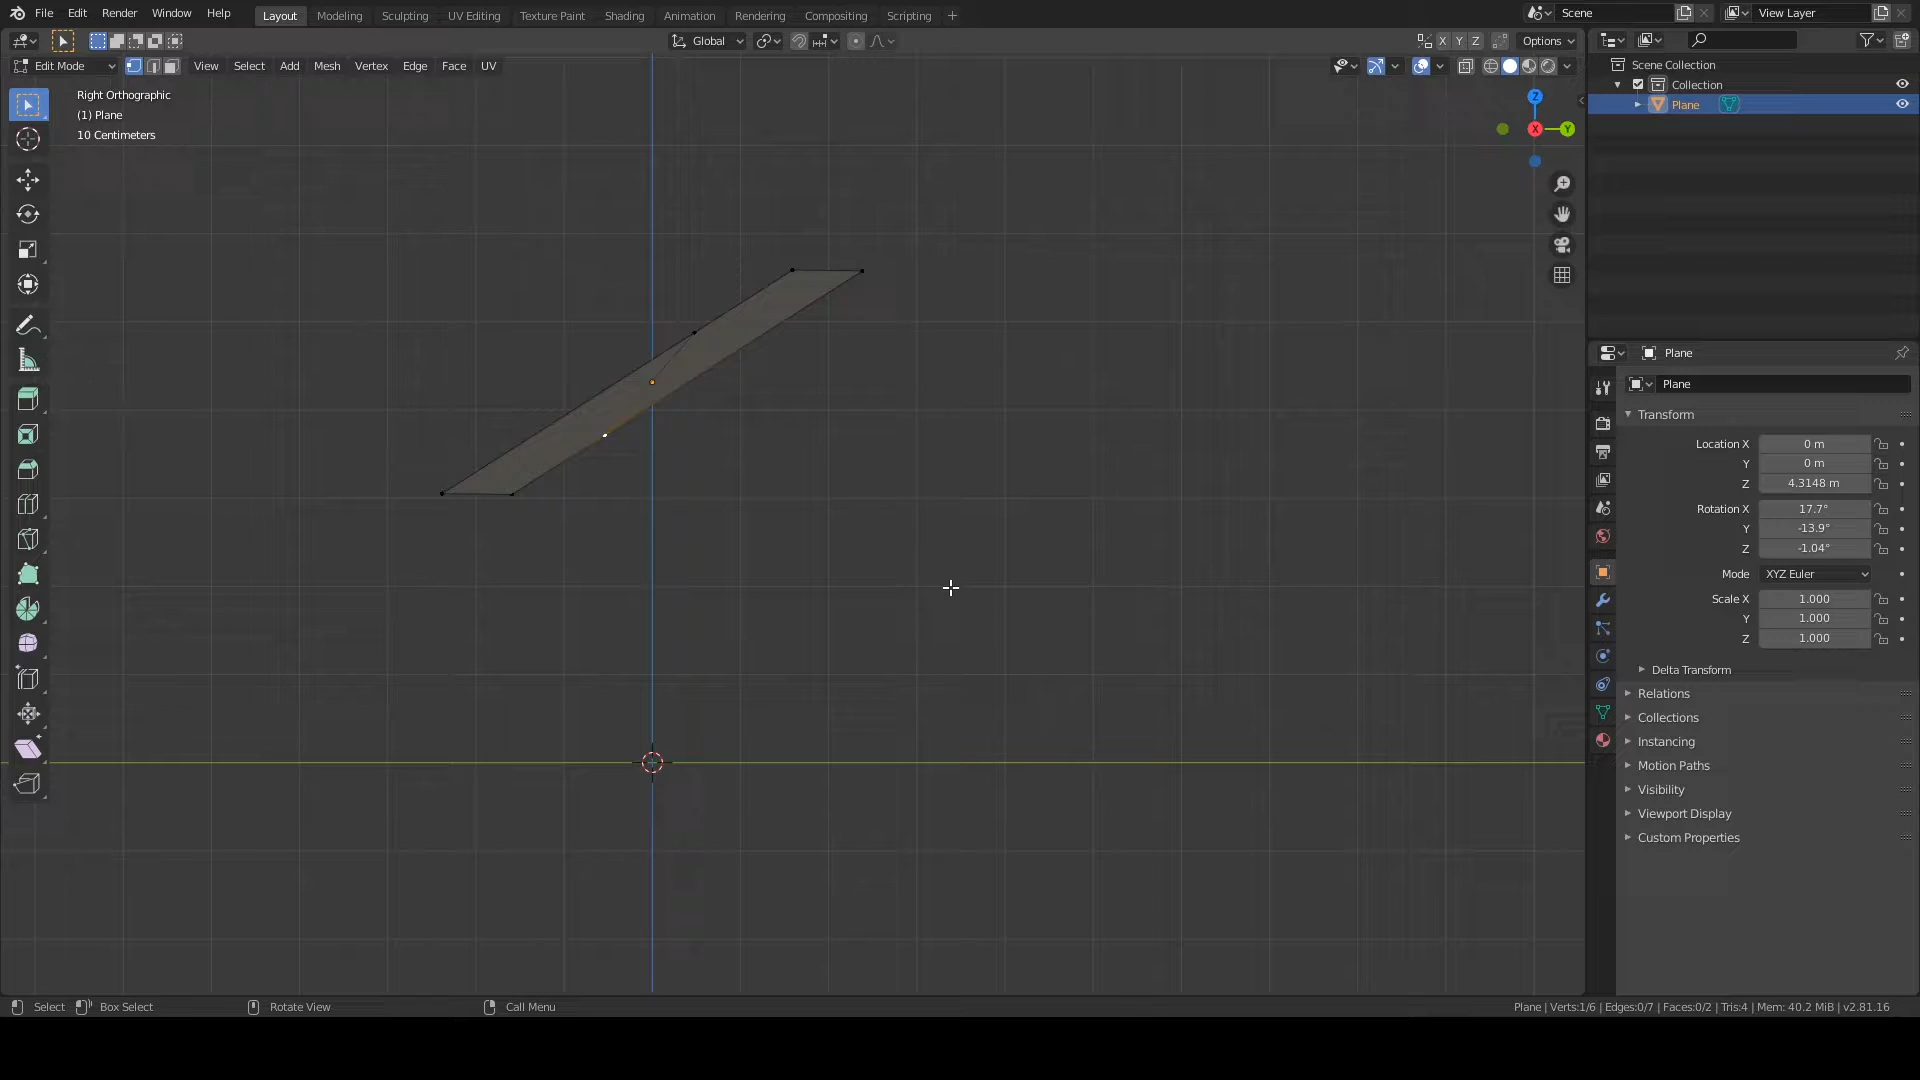 File Edit Render Window Help
Layout Modeling Sculpting UV Editing Texture Paint Shading Animation Rendering Compositing Scripting +
Scene
View Layer
Global
X Y Z
Options
Edit Mode
View Select Add Mesh Vertex Edge Face UV
Right Orthographic
(1) Plane
10 Centimeters
Z
X
Y
Scene Collection
Collection
Plane
Plane
Plane
Transform
Location X 0 m
Y 0 m
Z 4.3148 m
Rotation X 17.7°
Y -13.9°
Z -1.04°
Mode XYZ Euler
Scale X 1.000
Y 1.000
Z 1.000
Delta Transform
Relations
Collections
Instancing
Motion Paths
Visibility
Viewport Display
Custom Properties
Select Box Select Rotate View Call Menu
Plane | Verts:1/6 | Edges:0/7 | Faces:0/2 | Tris:4 | Mem: 40.2 MiB | v2.81.16